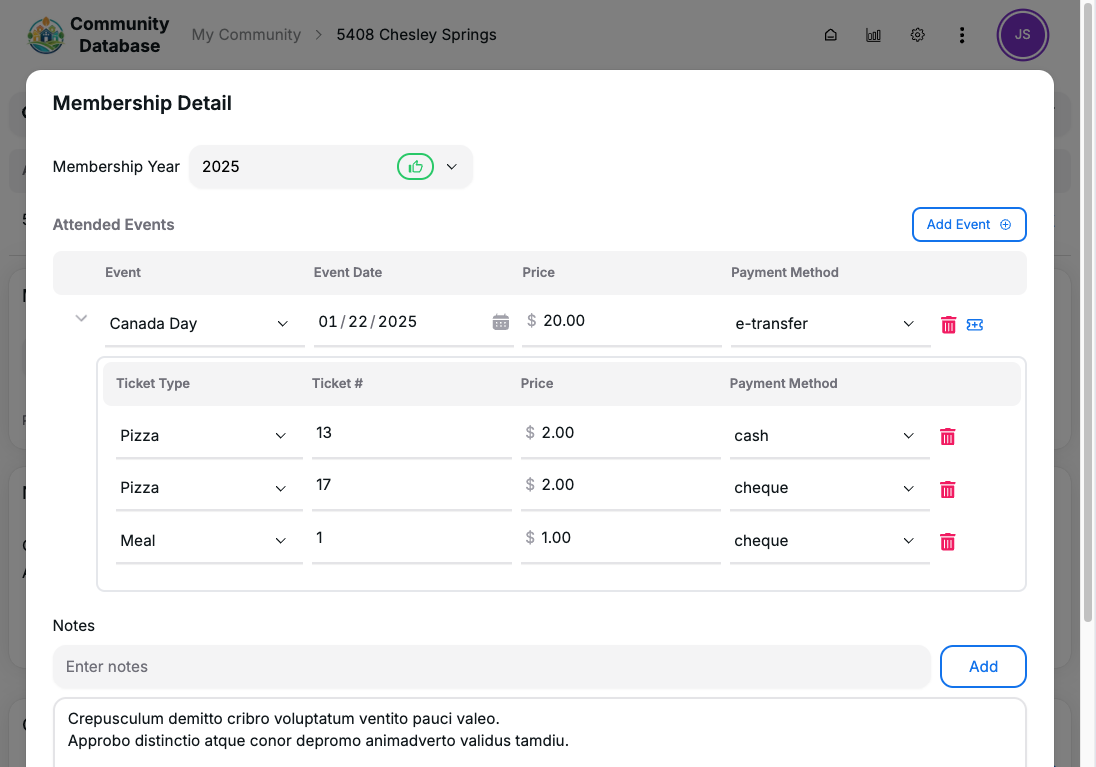 Community
Database
My Community > 5408 Chesley Springs
JS
Membership Detail
Membership Year 2025
Attended Events
Add Event
Event Event Date Price Payment Method
Canada Day 01/22/2025 $ 20.00 e-transfer
Ticket Type Ticket # Price Payment Method
Pizza 13 $ 2.00 cash
Pizza 17 $ 2.00 cheque
Meal 1 $ 1.00 cheque
Notes
Enter notes
Add
Crepusculum demitto cribro voluptatum ventito pauci valeo.
Approbo distinctio atque conor depromo animadverto validus tamdiu.